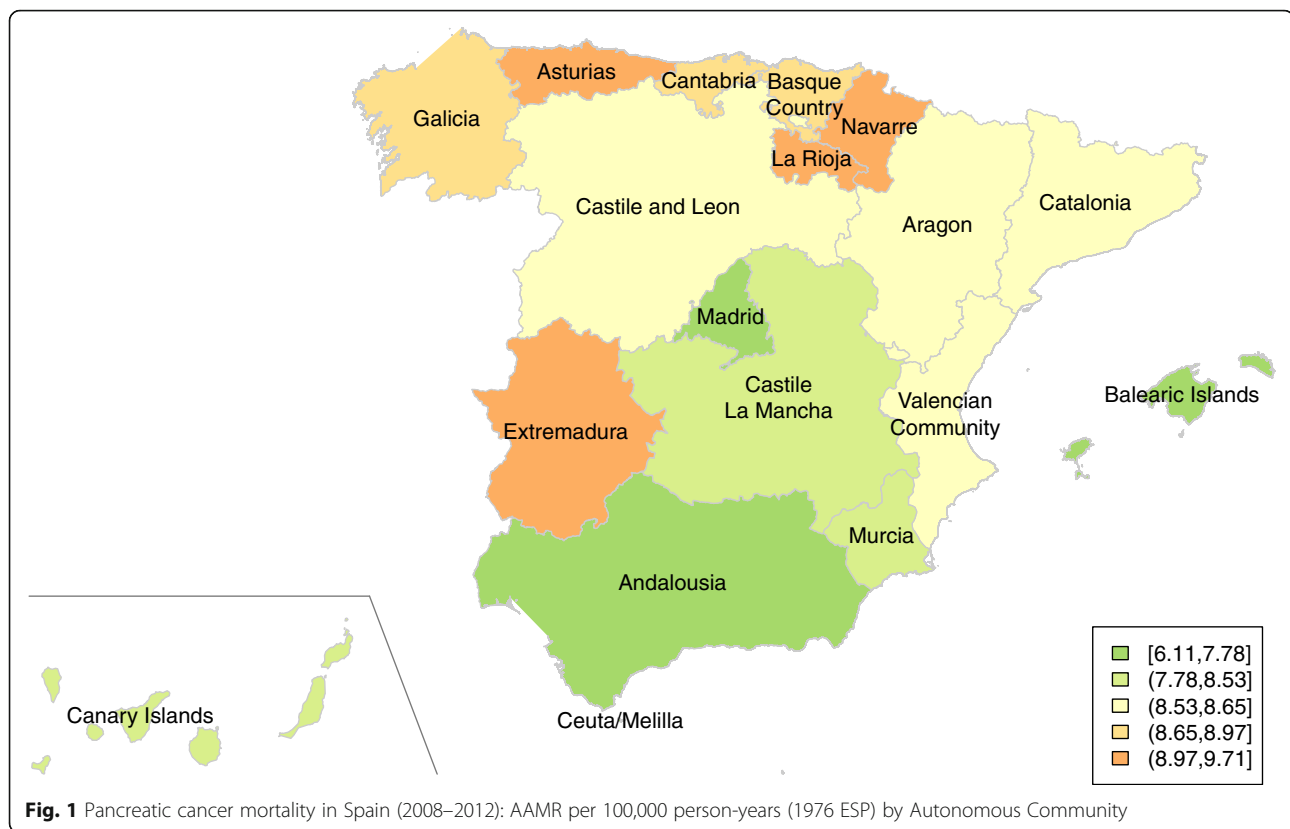 Asturias
Cantabria
Basque
Country
Galicia
Navarre
La Rioja
Castile and Leon
Aragon
Catalonia
Madrid
Castile
La Mancha
Valencian
Community
Balearic Islands
Extremadura
Murcia
Andalousia
Canary Islands
Ceuta/Melilla
[6.11,7.78]
(7.78,8.53]
(8.53,8.65]
(8.65,8.97]
(8.97,9.71]
Fig. 1 Pancreatic cancer mortality in Spain (2008–2012): AAMR per 100,000 person-years (1976 ESP) by Autonomous Community